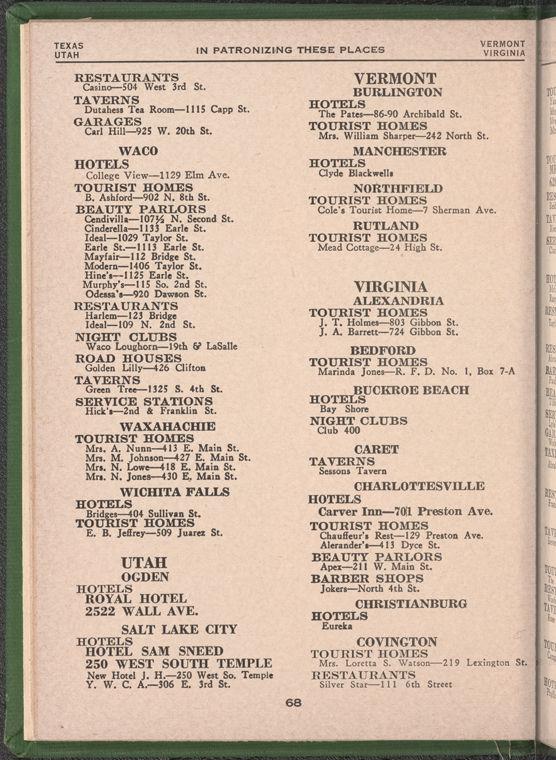 TEXAS
UTAH
IN PATRONIZING THESE PLACES
VERMONT
VIRGINIA
RESTAURANTS
Casino—504 West 3rd St.
TAVERNS
Dutahess Tea Room—1115 Capp St.
GARAGES
Carl Hill—925 W. 20th St.
WACO
HOTELS
College View—1129 Elm Ave.
TOURIST HOMES
B. Ashford—902 N. 8th St.
BEAUTY PARLORS
Cendivilla—107½ N. Second St.
Cinderella—1133 Earle St.
Ideal—1029 Taylor St.
Earle St.—1113 Earle St.
Mayfair—112 Bridge St.
Modern—1406 Taylor St.
Hine's—1125 Earle St.
Murphy's—115 So. 2nd St.
Odessa's—920 Dawson St.
RESTAURANTS
Harlem—123 Bridge
Ideal—109 N. 2nd St.
NIGHT CLUBS
Waco Loughorn—19th & LaSalle
ROAD HOUSES
Golden Lilly—426 Clifton
TAVERNS
Green Tree—1325 S. 4th St.
SERVICE STATIONS
Hick's—2nd & Franklin St.
WAXAHACHIE
TOURIST HOMES
Mrs. A. Nunn—413 E. Main St.
Mrs. M. Johnson—427 E. Main St.
Mrs. N. Lowe—418 E. Main St.
Mrs. N. Jones—430 E. Main St.
WICHITA FALLS
HOTELS
Bridges—404 Sullivan St.
TOURIST HOMES
E. B. Jeffrey—509 Juarez St.
UTAH
OGDEN
HOTELS
ROYAL HOTEL
2522 WALL AVE.
SALT LAKE CITY
HOTELS
HOTEL SAM SNEED
250 WEST SOUTH TEMPLE
New Hotel J. H.—250 West So. Temple
Y. W. C. A.—306 E. 3rd St.
VERMONT
BURLINGTON
HOTELS
The Pates—86-90 Archibald St.
TOURIST HOMES
Mrs. William Sharper—242 North St.
MANCHESTER
HOTELS
Clyde Blackwells
NORTHFIELD
TOURIST HOMES
Cole's Tourist Home—7 Sherman Ave.
RUTLAND
TOURIST HOMES
Mead Cottage—24 High St.
VIRGINIA
ALEXANDRIA
TOURIST HOMES
J. T. Holmes—803 Gibbon St.
J. A. Barrett—724 Gibbon St.
BEDFORD
TOURIST HOMES
Marinda Jones—R. F. D. No. 1, Box 7-A
BUCKROE BEACH
HOTELS
Bay Shore
NIGHT CLUBS
Club 400
CARET
TAVERNS
Sessons Tavern
CHARLOTTESVILLE
HOTELS
Carver Inn—701 Preston Ave.
TOURIST HOMES
Chauffeur's Rest—129 Preston Ave.
Alerander's—413 Dyce St.
BEAUTY PARLORS
Apex—211 W. Main St.
BARBER SHOPS
Jokers—North 4th St.
CHRISTIANBURG
HOTELS
Eureka
COVINGTON
TOURIST HOMES
Mrs. Loretta S. Watson—219 Lexington St.
RESTAURANTS
Silver Star—111 6th Street
68